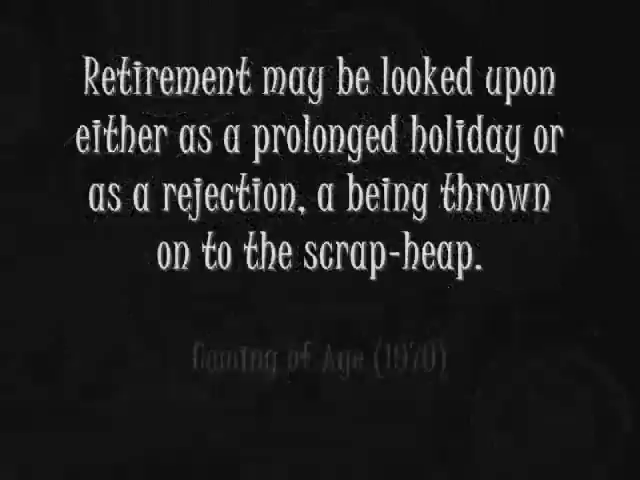 Retirement may be looked upon
either as a prolonged holiday or
as a rejection, a being thrown
on to the scrap-heap.
Coming of Age (1970)